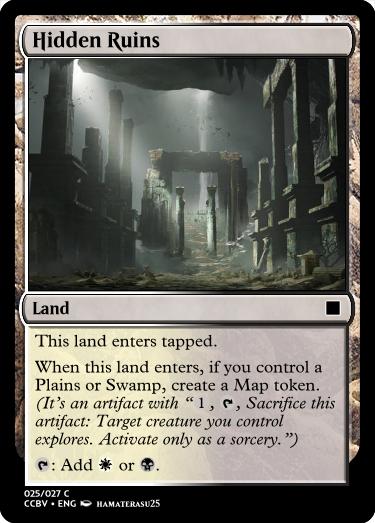 Hidden Ruins
Land
This land enters tapped.
When this land enters, if you control a
Plains or Swamp, create a Map token.
(It's an artifact with “1, , Sacrifice this
artifact: Target creature you control
explores. Activate only as a sorcery.”)
: Add or .
025/027 C
CCBV • ENG HAMATERASU25